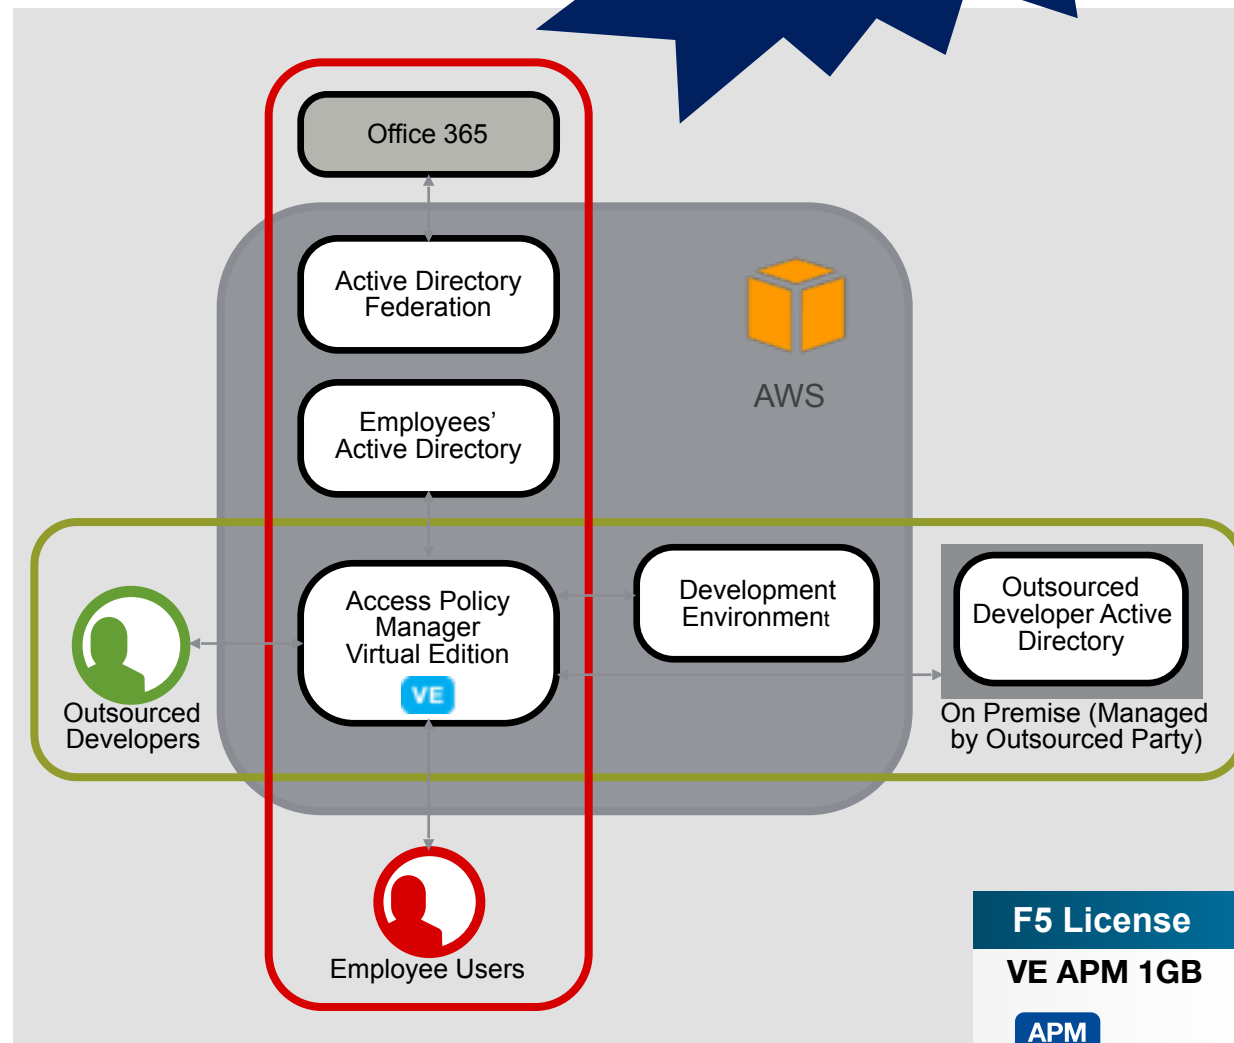 Office 365
Active Directory
Federation
AWS
Employees’
Active Directory
Access Policy
Manager
Virtual Edition
VE
Development
Environment
Outsourced
Developer Active
Directory
Outsourced
Developers
On Premise (Managed
by Outsourced Party)
Employee Users
F5 License
VE APM 1GB
APM